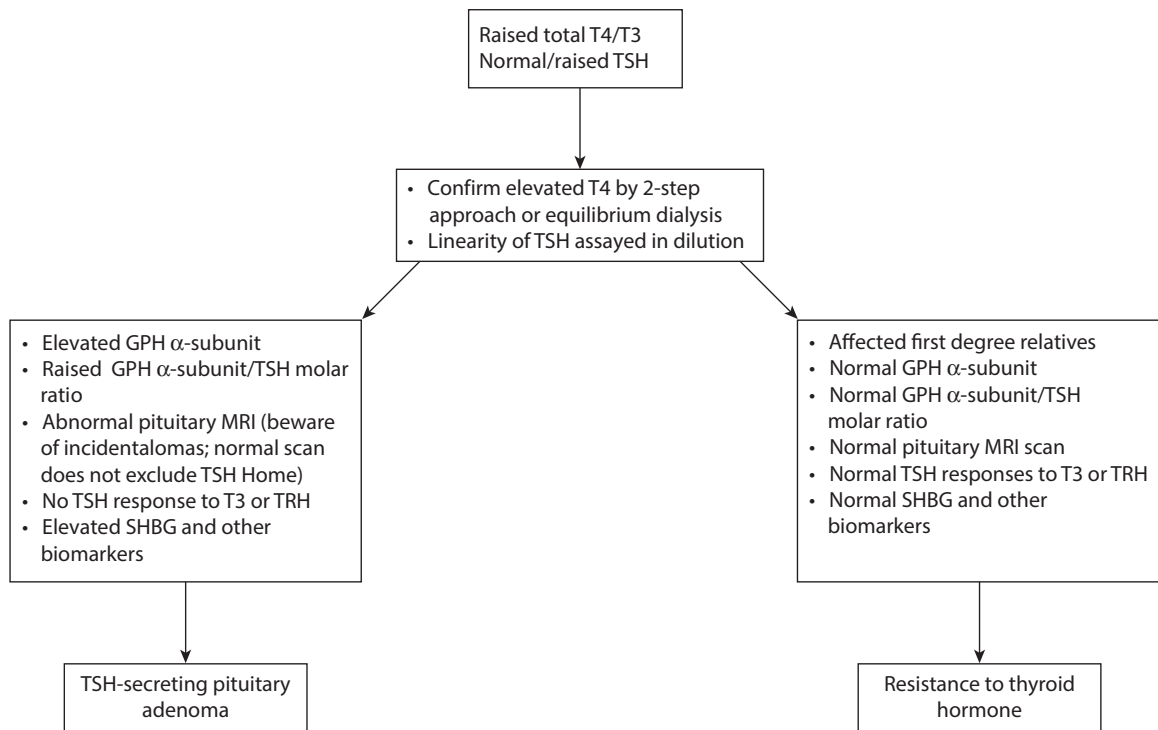 Raised total T4/T3
Normal/raised TSH
• Confirm elevated T4 by 2-step
approach or equilibrium dialysis
• Linearity of TSH assayed in dilution
• Elevated GPH α-subunit
• Raised GPH α-subunit/TSH molar
ratio
• Abnormal pituitary MRI (beware
of incidentalomas; normal scan
does not exclude TSH Home)
• No TSH response to T3 or TRH
• Elevated SHBG and other
biomarkers
• Affected first degree relatives
• Normal GPH α-subunit
• Normal GPH α-subunit/TSH
molar ratio
• Normal pituitary MRI scan
• Normal TSH responses to T3 or TRH
• Normal SHBG and other
biomarkers
TSH-secreting pituitary
adenoma
Resistance to thyroid
hormone